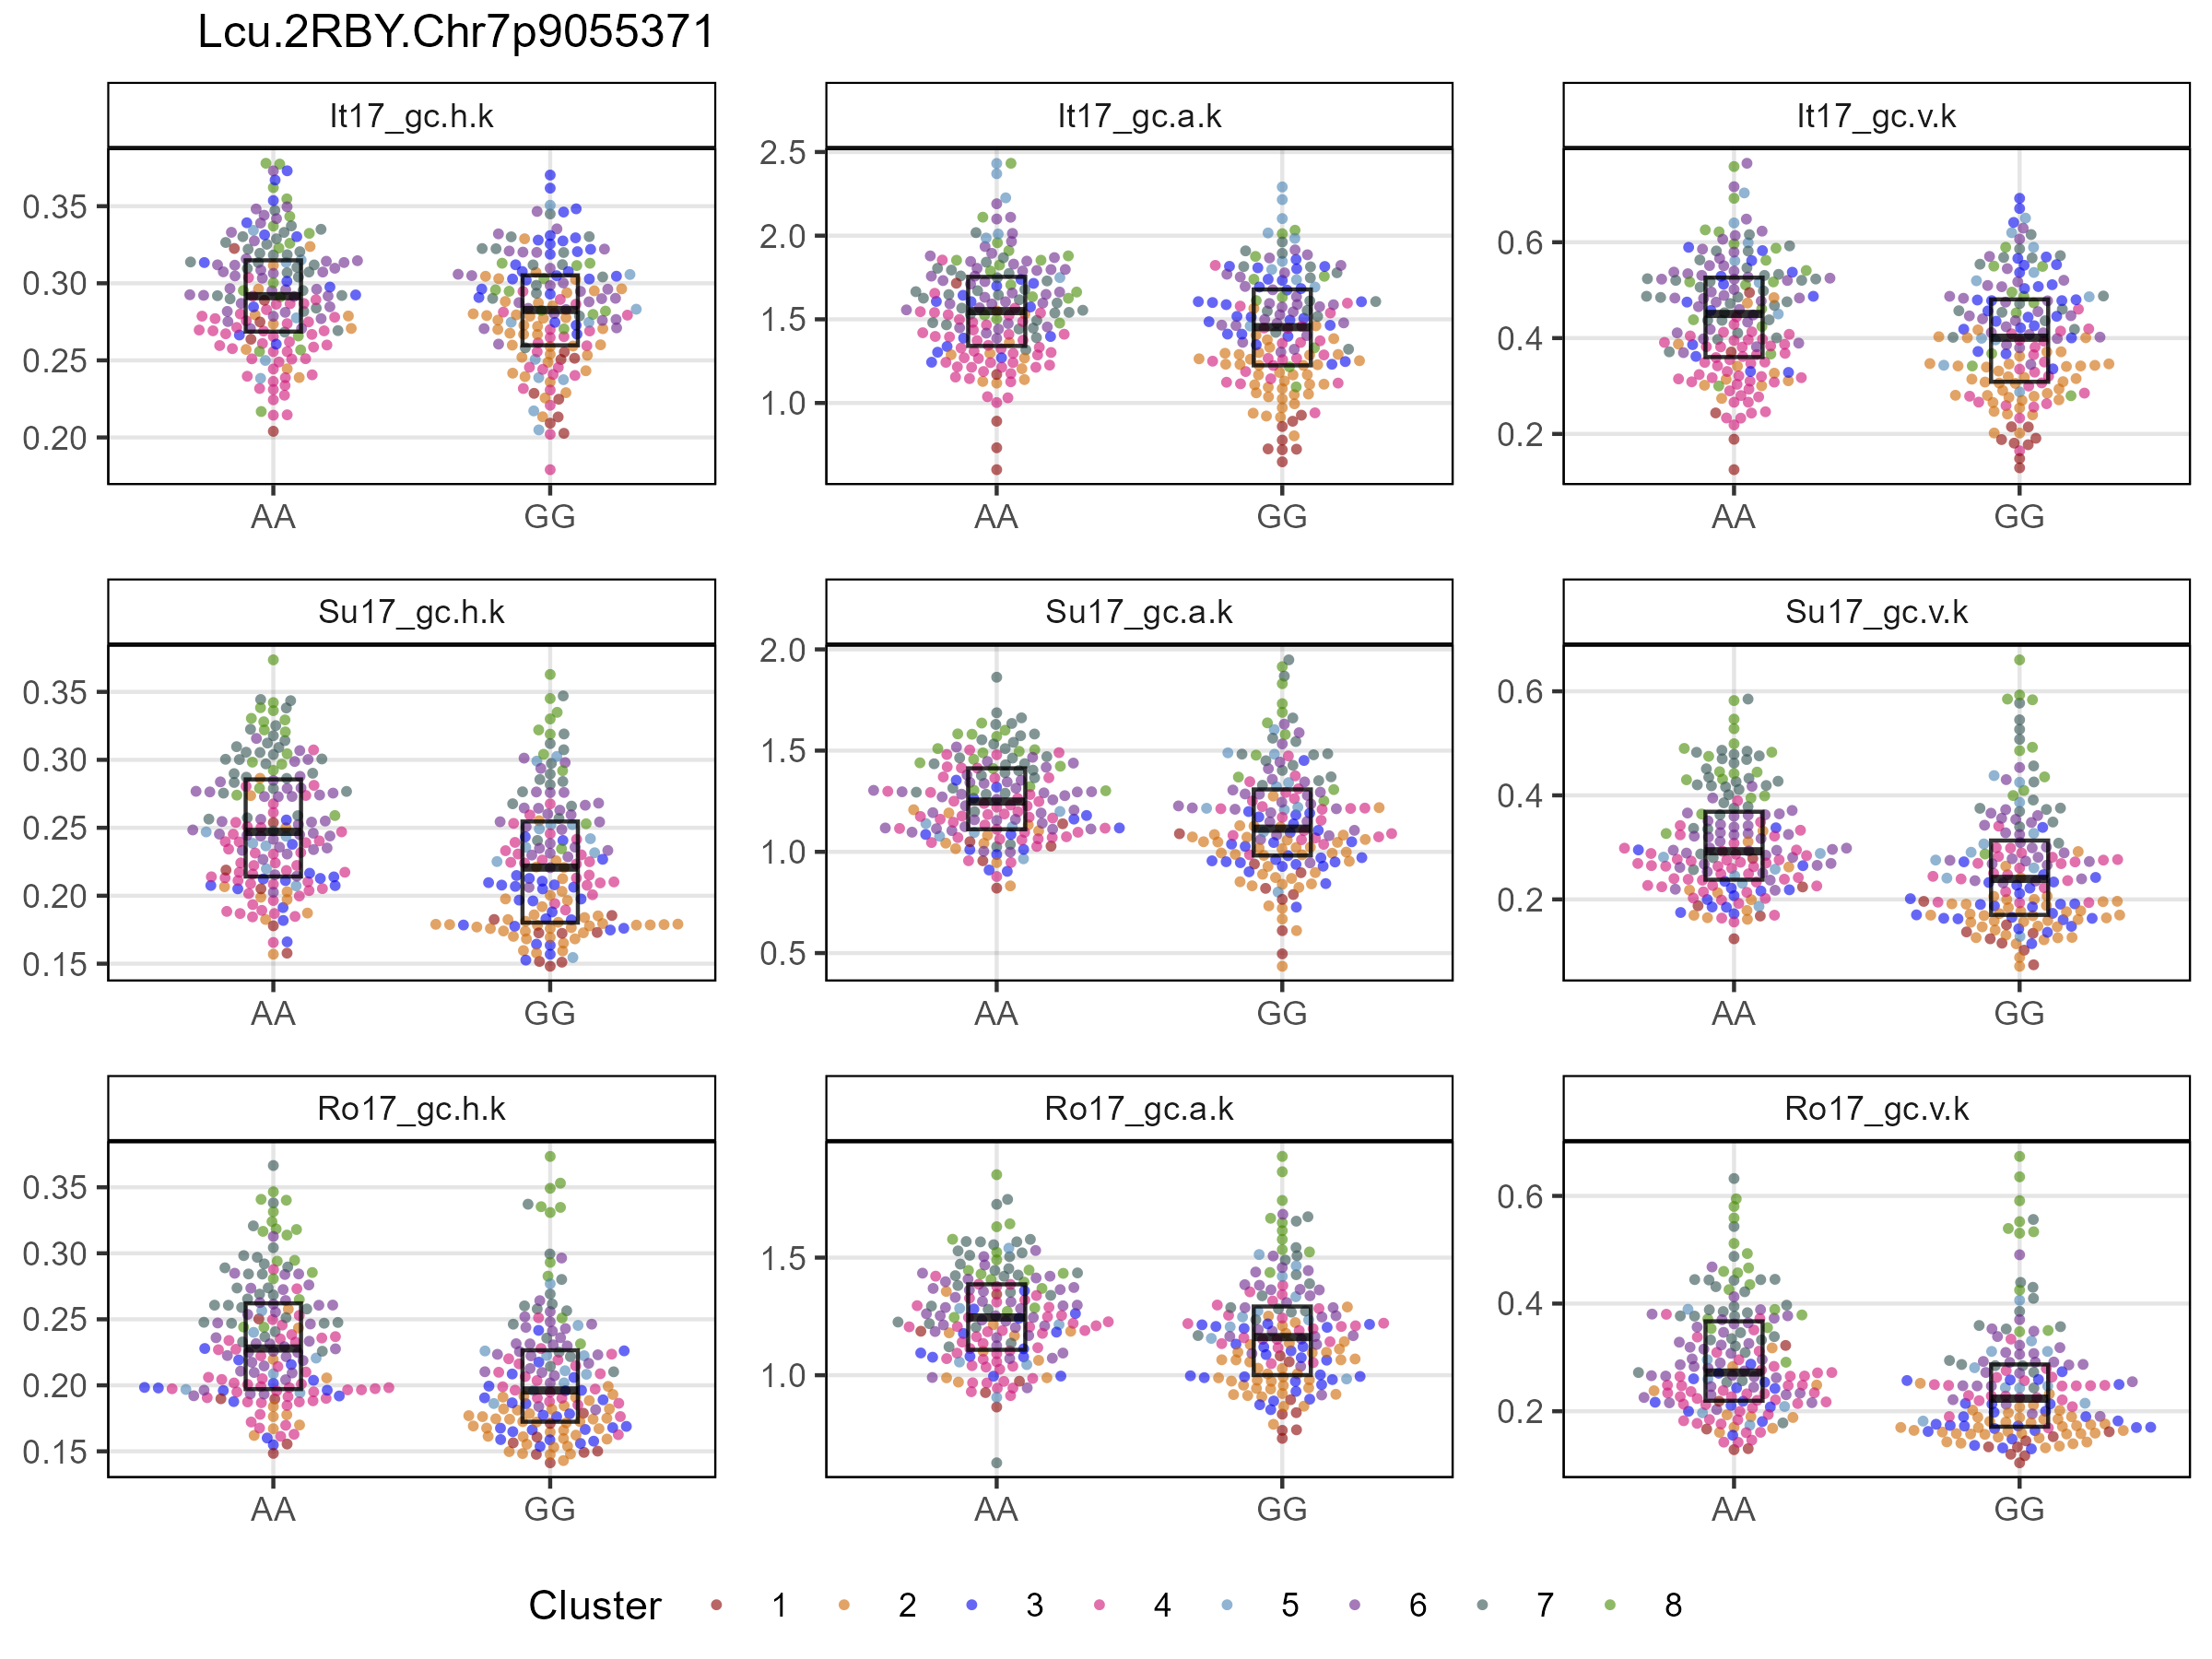 Lcu.2RBY.Chr7p9055371
It17_gc.h.k
It17_gc.a.k
It17_gc.v.k
0.35
0.30
0.25
0.20
AA GG
2.5
2.0
1.5
1.0
AA GG
0.6
0.4
0.2
AA GG
Su17_gc.h.k
Su17_gc.a.k
Su17_gc.v.k
0.35
0.30
0.25
0.20
0.15
AA GG
2.0
1.5
1.0
0.5
AA GG
0.6
0.4
0.2
AA GG
Ro17_gc.h.k
Ro17_gc.a.k
Ro17_gc.v.k
0.35
0.30
0.25
0.20
0.15
AA GG
1.5
1.0
AA GG
0.6
0.4
0.2
AA GG
Cluster 1 2 3 4 5 6 7 8